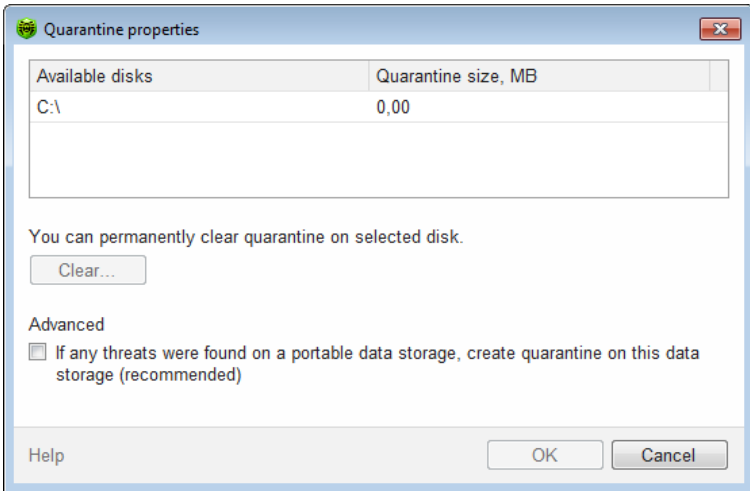 Quarantine properties
Available disks Quarantine size, MB
C:\ 0,00
You can permanently clear quarantine on selected disk.
Clear...
Advanced
If any threats were found on a portable data storage, create quarantine on this data
storage (recommended)
Help OK Cancel